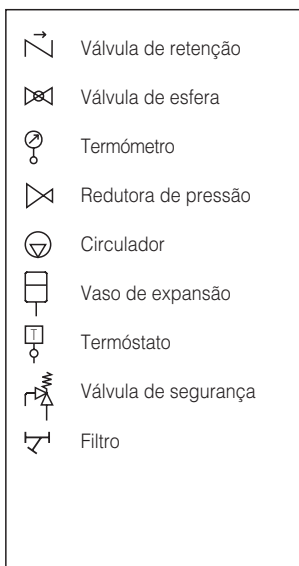 Válvula de retenção
Válvula de esfera
Termómetro
Redutora de pressão
Circulador
Vaso de expansão
T
Termóstato
Válvula de segurança
Filtro